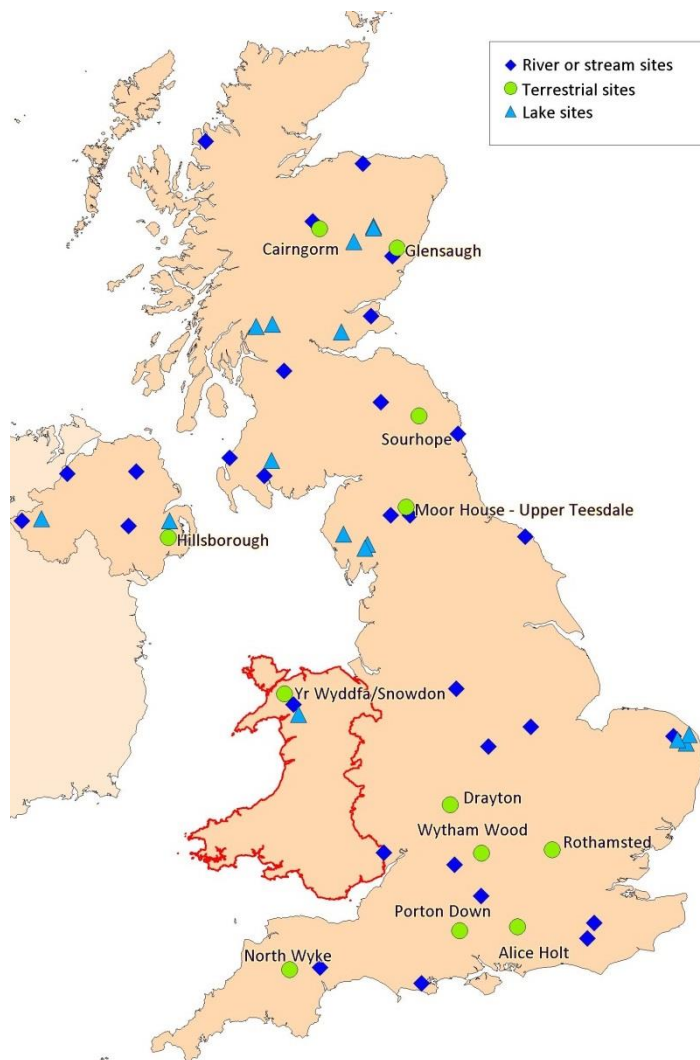 River or stream sites
Terrestrial sites
Lake sites
Cairngorm
Glensaugh
Sourhope
Moor House - Upper Teesdale
Hillsborough
Yr Wyddfa/Snowdon
Drayton
Wytham Wood
Rothamsted
Porton Down
Alice Holt
North Wyke